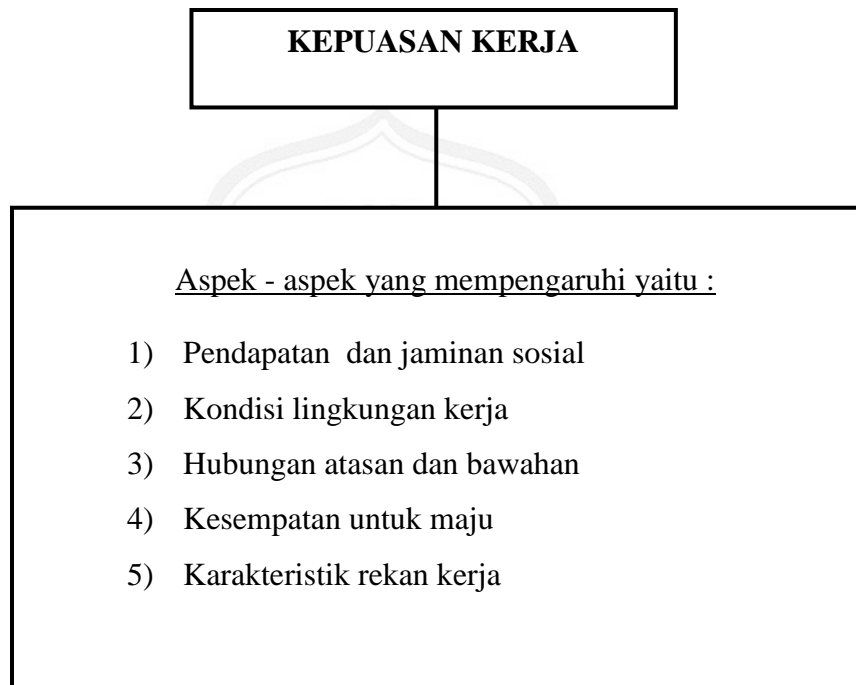 KEPUASAN KERJA
Aspek - aspek yang mempengaruhi yaitu :
1) Pendapatan dan jaminan sosial
2) Kondisi lingkungan kerja
3) Hubungan atasan dan bawahan
4) Kesempatan untuk maju
5) Karakteristik rekan kerja